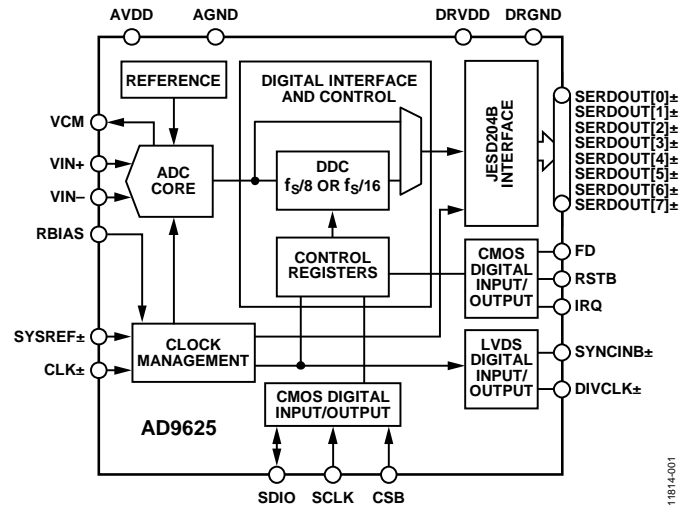 AVDD
AGND
DRVDD
DRGND
REFERENCE
DIGITAL INTERFACE
AND CONTROL
VCM
VIN+
VIN–
RBIAS
SYSREF±
CLK±
ADC
CORE
DDC
fS/8 OR fS/16
CONTROL
REGISTERS
CLOCK
MANAGEMENT
JESD204B
INTERFACE
SERDOUT[0]±
SERDOUT[1]±
SERDOUT[2]±
SERDOUT[3]±
SERDOUT[4]±
SERDOUT[5]±
SERDOUT[6]±
SERDOUT[7]±
CMOS
DIGITAL
INPUT/
OUTPUT
FD
RSTB
IRQ
LVDS
DIGITAL
INPUT/
OUTPUT
SYNCINB±
DIVCLK±
CMOS DIGITAL
INPUT/OUTPUT
AD9625
SDIO
SCLK
CSB
11814-001